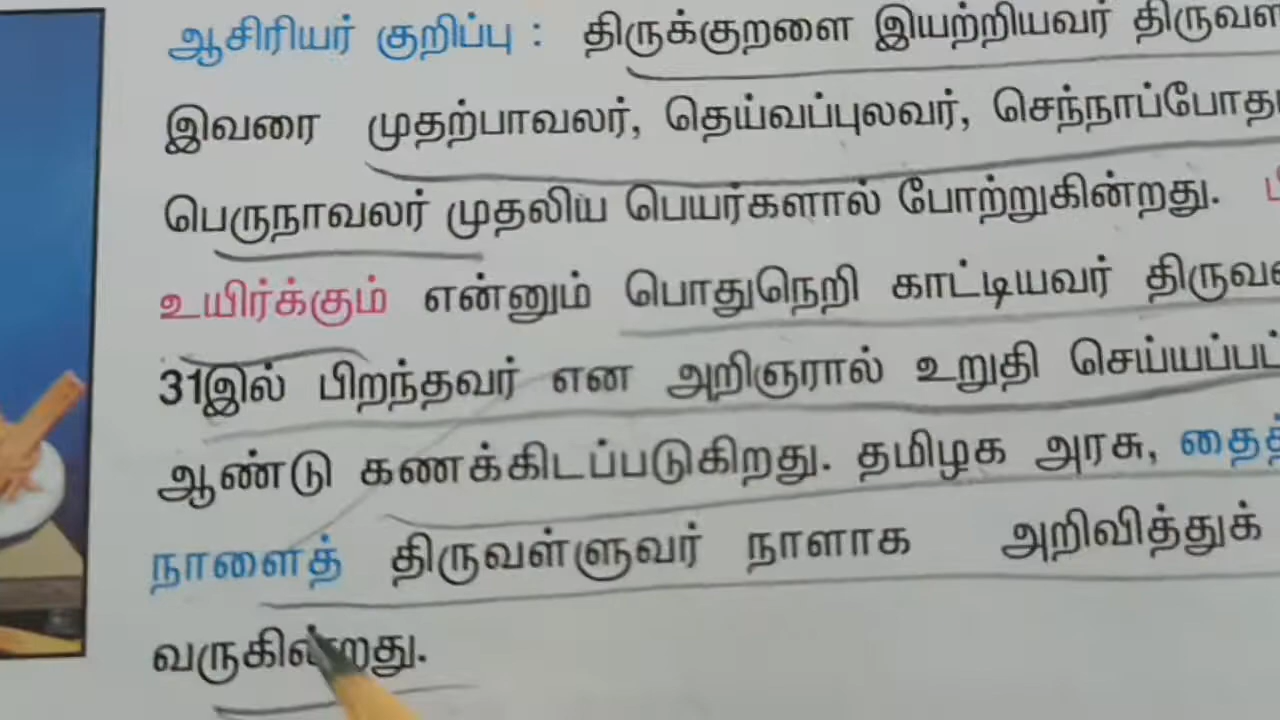 ஆசிரியர் குறிப்பு : திருக்குறளை இயற்றியவர்
இவரை முதற்பாவலர், தெய்வப்புலவர்,
பெருநாவலர் முதலிய பெயர்களால் போற்றுகின்றது.
உயிர்க்கும் என்னும் பொதுநெறி காட்டியவர்
31இல் பிறந்தவர் என அறிஞரால் உறுதி
ஆண்டு கணக்கிடப்படுகிறது. தமிழக அரசு,
நாளைத் திருவள்ளுவர் நாளாக அறிவித்துக்
வருகின்றது.